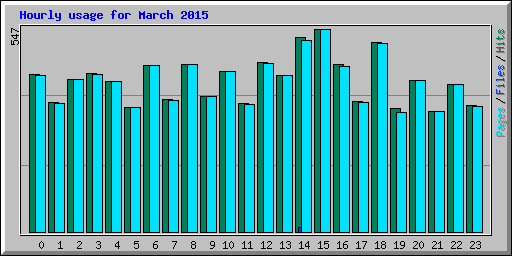 Hourly usage for March 2015
547
Pages/Files/Hits
0 1 2 3 4 5 6 7 8 9 10 11 12 13 14 15 16 17 18 19 20 21 22 23